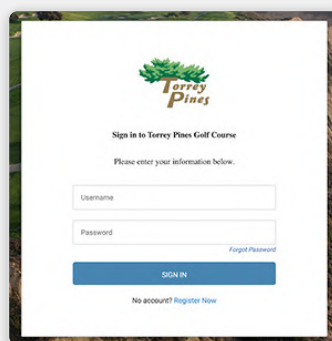 Torrey
Pines
Sign in to Torrey Pines Golf Course
Please enter your information below.
Username
Password
Forgot Password
SIGN IN
No account? Register Now